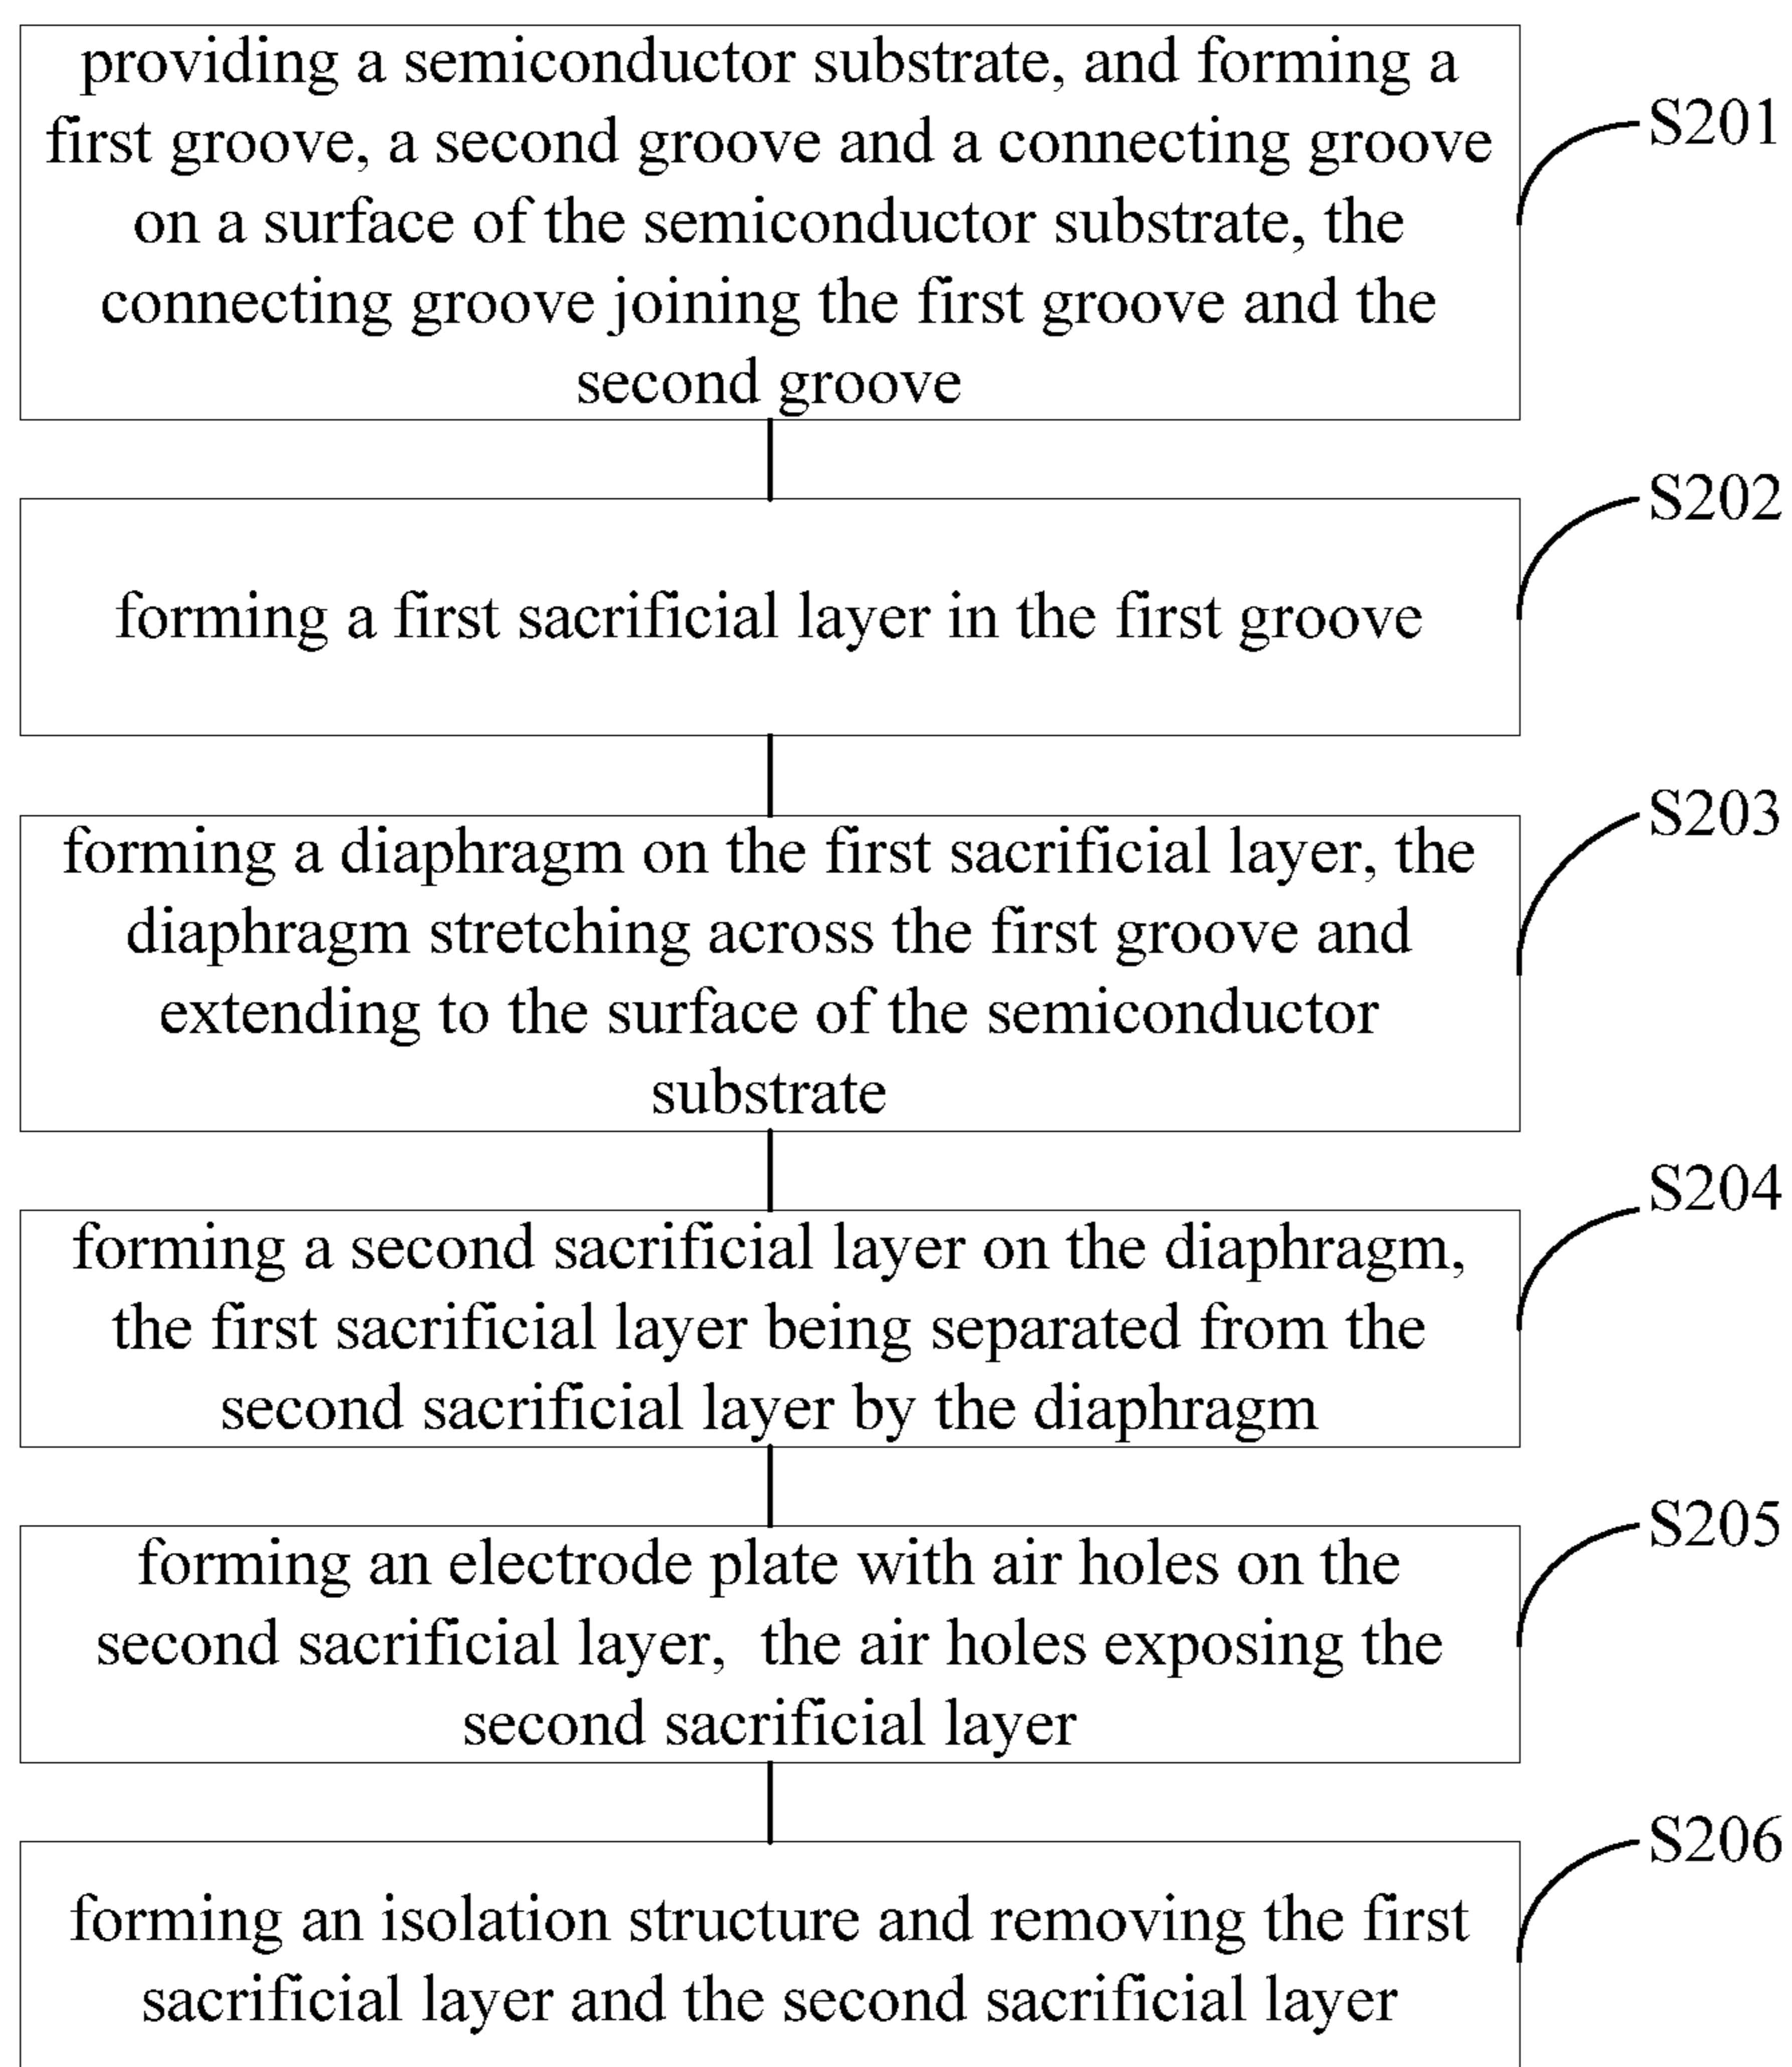 providing a semiconductor substrate, and forming a
first groove, a second groove and a connecting groove
on a surface of the semiconductor substrate, the
connecting groove joining the first groove and the
second groove
S201
forming a first sacrificial layer in the first groove
S202
forming a diaphragm on the first sacrificial layer, the
diaphragm stretching across the first groove and
extending to the surface of the semiconductor
substrate
S203
forming a second sacrificial layer on the diaphragm,
the first sacrificial layer being separated from the
second sacrificial layer by the diaphragm
S204
forming an electrode plate with air holes on the
second sacrificial layer,  the air holes exposing the
second sacrificial layer
S205
forming an isolation structure and removing the first
sacrificial layer and the second sacrificial layer
S206